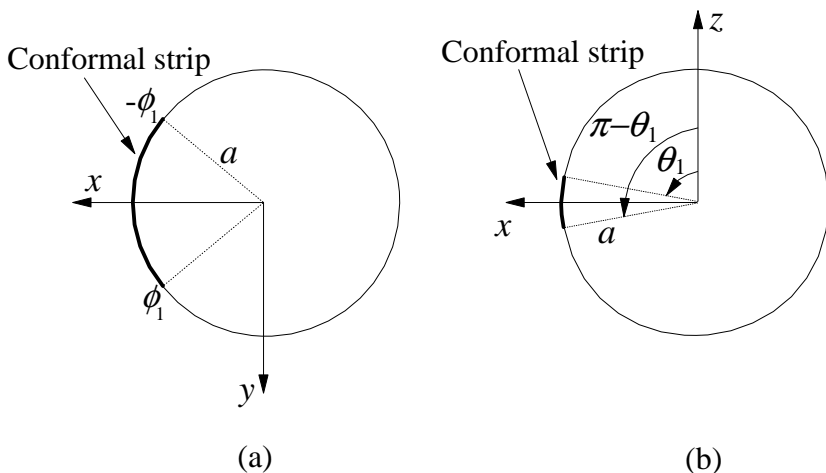 Conformal strip
-ϕ₁
a
x
ϕ₁
y
(a)
z
Conformal strip
π−θ₁
θ₁
x
a
(b)